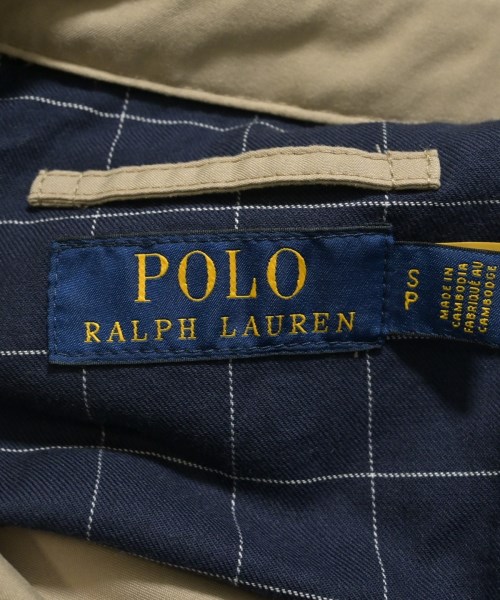 POLO
RALPH LAUREN
S
P
MADE IN
CAMBODIA
FABRIQUÉ AU
CAMBODGE